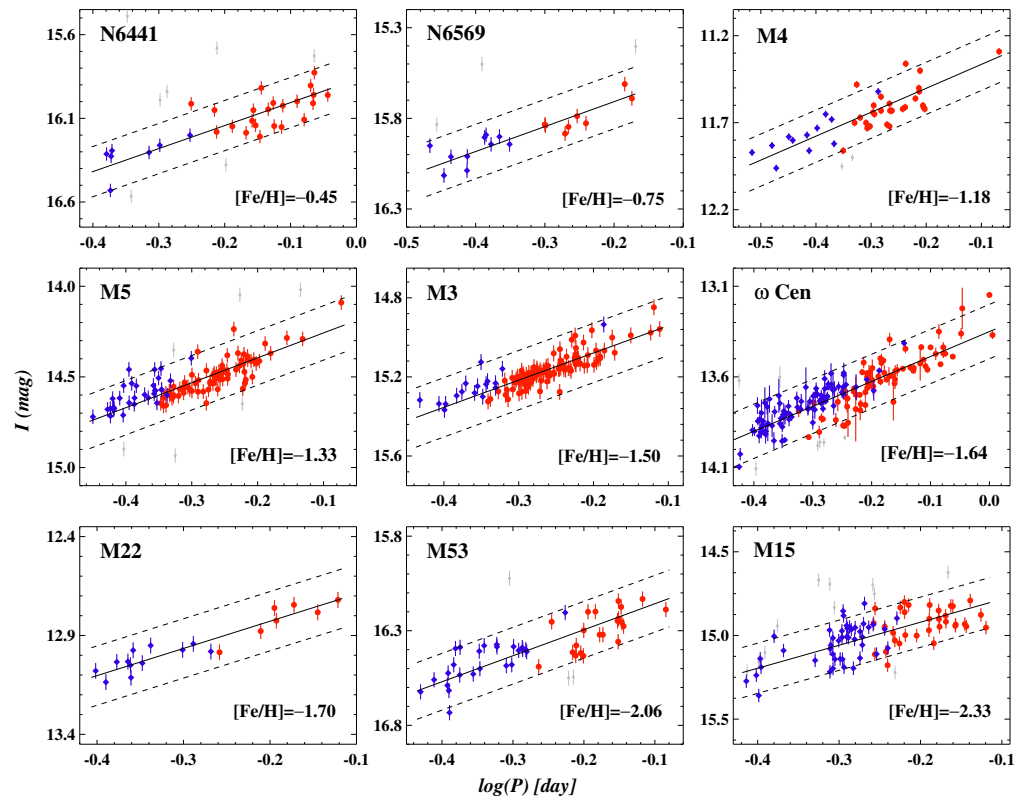 N6441
15.6
16.1
16.6
[Fe/H]=−0.45
-0.4 -0.3 -0.2 -0.1 0.0
N6569
15.3
15.8
16.3
[Fe/H]=−0.75
-0.5 -0.4 -0.3 -0.2 -0.1
M4
11.2
11.7
12.2
[Fe/H]=−1.18
-0.5 -0.4 -0.3 -0.2 -0.1
M5
14.0
14.5
15.0
[Fe/H]=−1.33
-0.4 -0.3 -0.2 -0.1
M3
14.8
15.2
15.6
[Fe/H]=−1.50
-0.4 -0.3 -0.2 -0.1
ω Cen
13.1
13.6
14.1
[Fe/H]=−1.64
-0.4 -0.3 -0.2 -0.1 0.0
M22
12.4
12.9
13.4
[Fe/H]=−1.70
-0.4 -0.3 -0.2 -0.1
M53
15.8
16.3
16.8
[Fe/H]=−2.06
-0.4 -0.3 -0.2 -0.1
M15
14.5
15.0
15.5
[Fe/H]=−2.33
-0.4 -0.3 -0.2 -0.1
I (mag)
log(P) [day]